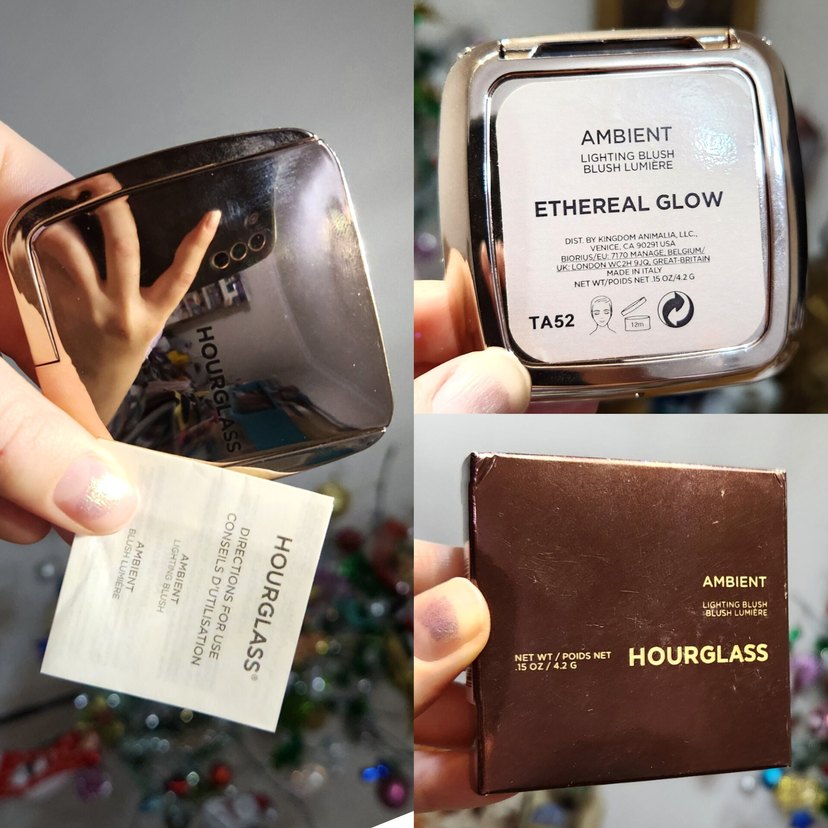 HOURGLASS
HOURGLASS®
DIRECTIONS FOR USE
CONSEILS D'UTILISATION
AMBIENT
LIGHTING BLUSH
AMBIENT
BLUSH LUMIÈRE
AMBIENT
LIGHTING BLUSH
BLUSH LUMIÈRE
ETHEREAL GLOW
DIST. BY KINGDOM ANIMALIA, LLC.,
VENICE, CA 90291 USA
BIORIUS/EU: 7170 MANAGE, BELGIUM/
UK: LONDON WC2H 9JQ, GREAT-BRITAIN
MADE IN ITALY
NET WT/POIDS NET .15 OZ/4.2 G
TA52
12m
AMBIENT
LIGHTING BLUSH
BLUSH LUMIÈRE
NET WT / POIDS NET
.15 OZ / 4.2 G
HOURGLASS